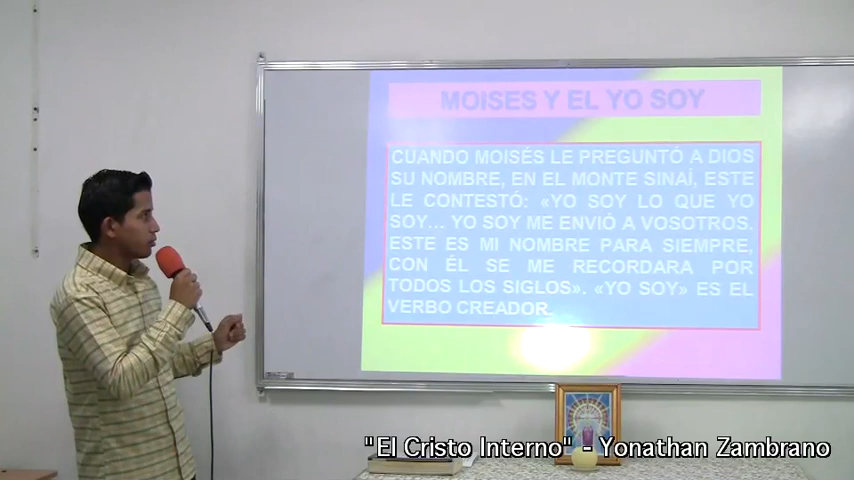 MOISES Y EL YO SOY
CUANDO MOISÉS LE PREGUNTÓ A DIOS
SU NOMBRE, EN EL MONTE SINAÍ, ESTE
LE CONTESTÓ: «YO SOY LO QUE YO
SOY... YO SOY ME ENVIÓ A VOSOTROS.
ESTE ES MI NOMBRE PARA SIEMPRE,
CON ÉL SE ME RECORDARA POR
TODOS LOS SIGLOS». «YO SOY» ES EL
VERBO CREADOR.
"El Cristo Interno" - Yonathan Zambrano